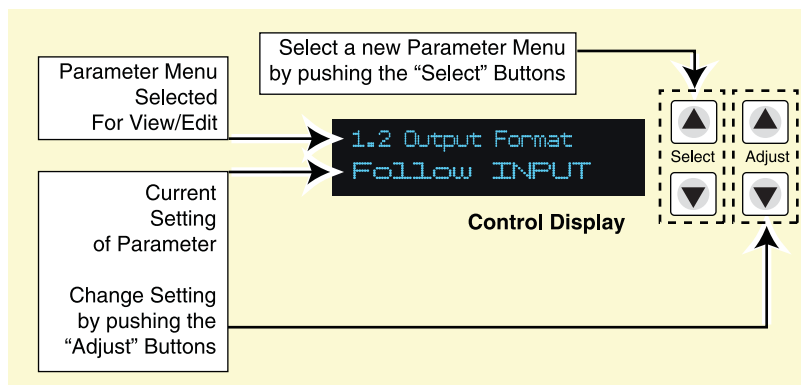 Select a new Parameter Menu
by pushing the “Select” Buttons
Parameter Menu
Selected
For View/Edit
1.2 Output Format
Follow INPUT
Select
Adjust
Control Display
Current
Setting
of Parameter
Change Setting
by pushing the
“Adjust” Buttons